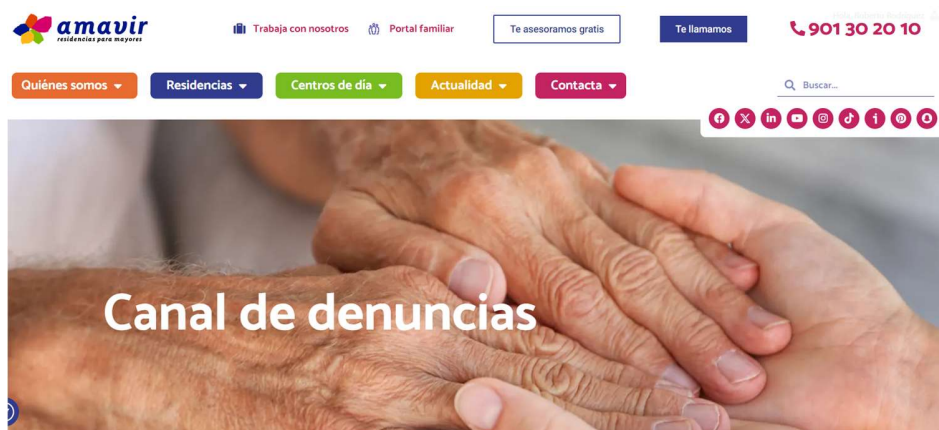 amavir
residencias para mayores
Trabaja con nosotros
Portal familiar
Te asesoramos gratis
Te llamamos
901 30 20 10
Quiénes somos
Residencias
Centros de día
Actualidad
Contacta
Buscar...
Canal de denuncias